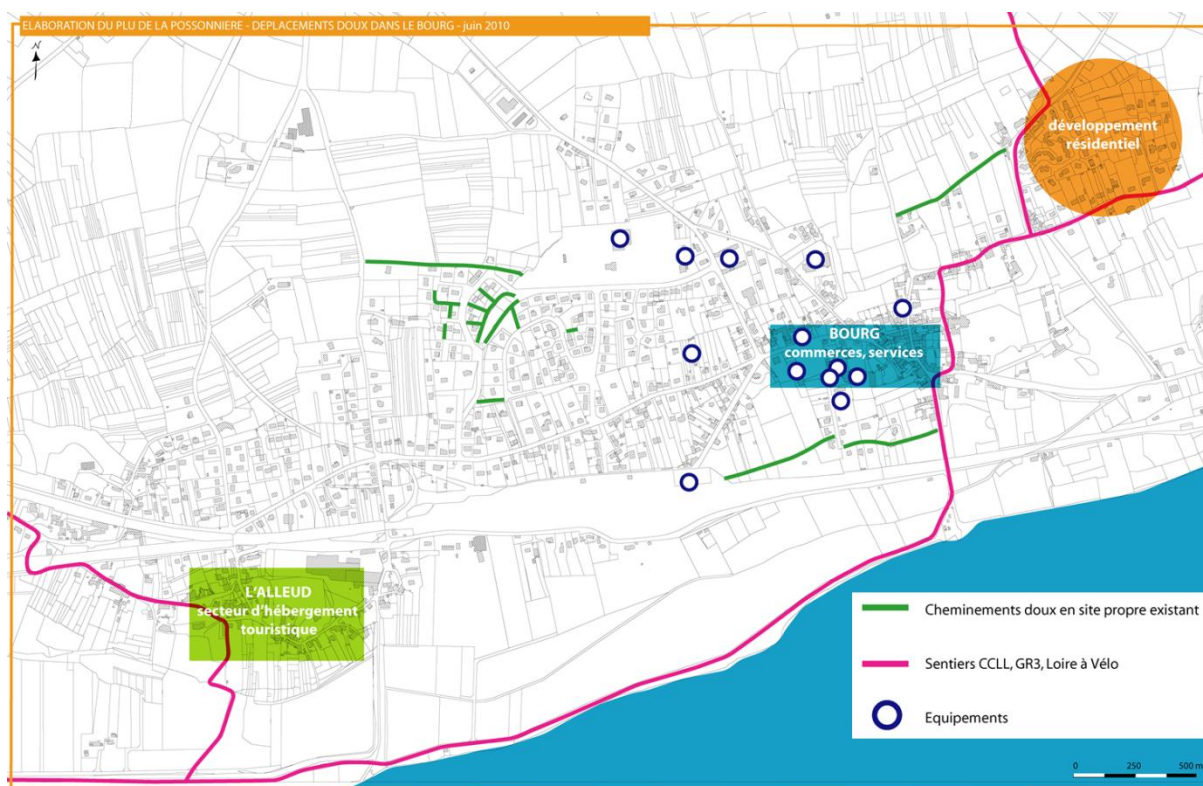 ELABORATION DU PLU DE LA POSSONNIERE - DEPLACEMENTS DOUX DANS LE BOURG - juin 2010
N
développement
résidentiel
BOURG
commerces, services
L'ALLEUD
secteur d'hébergement
touristique
Cheminements doux en site propre existant
Sentiers CCLL, GR3, Loire à Vélo
Equipements
0 250 500 m